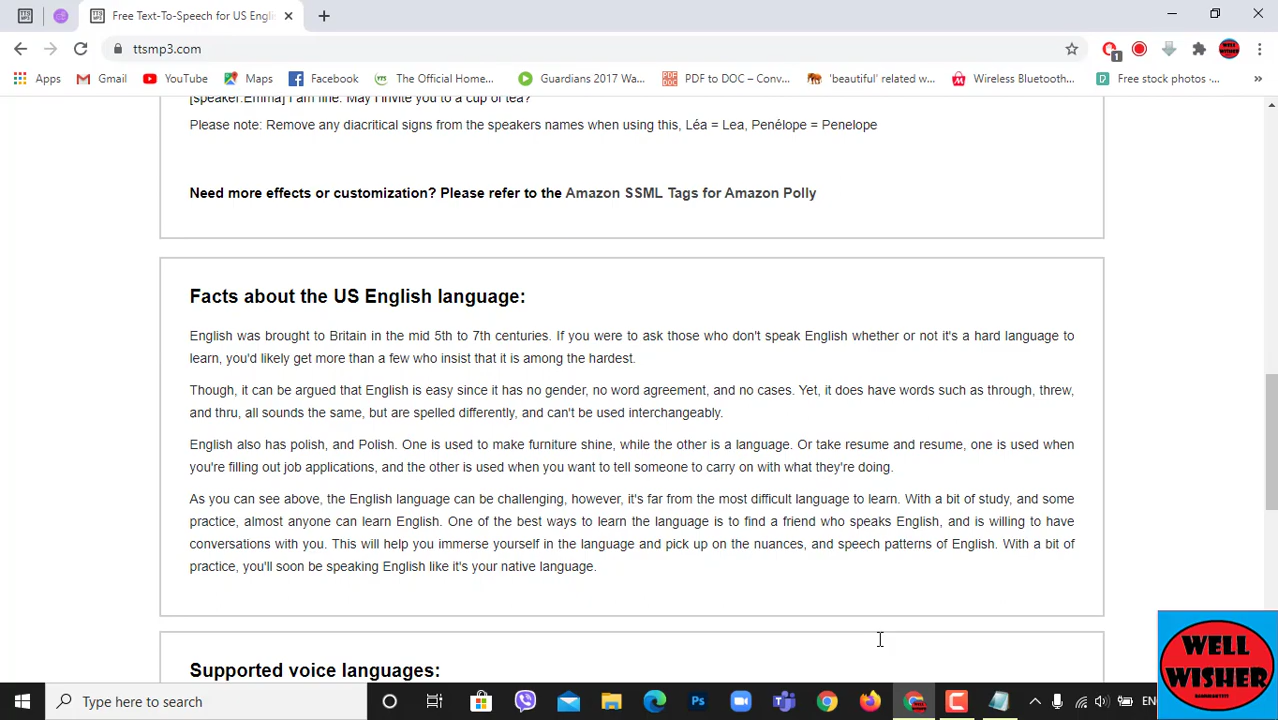 Free Text-To-Speech for US Engli
ttsmp3.com
1
Apps
Gmail
YouTube
Maps
Facebook
The Official Home...
Guardians 2017 Wa...
PDF to DOC – Conv...
'beautiful' related w...
Wireless Bluetooth...
Free stock photos -...
[speaker:Emma] I am fine. May I invite you to a cup of tea?
Please note: Remove any diacritical signs from the speakers names when using this, Léa = Lea, Penélope = Penelope
Need more effects or customization? Please refer to the Amazon SSML Tags for Amazon Polly
Facts about the US English language:
English was brought to Britain in the mid 5th to 7th centuries. If you were to ask those who don't speak English whether or not it's a hard language to
learn, you'd likely get more than a few who insist that it is among the hardest.
Though, it can be argued that English is easy since it has no gender, no word agreement, and no cases. Yet, it does have words such as through, threw,
and thru, all sounds the same, but are spelled differently, and can't be used interchangeably.
English also has polish, and Polish. One is used to make furniture shine, while the other is a language. Or take resume and resume, one is used when
you're filling out job applications, and the other is used when you want to tell someone to carry on with what they're doing.
As you can see above, the English language can be challenging, however, it's far from the most difficult language to learn. With a bit of study, and some
practice, almost anyone can learn English. One of the best ways to learn the language is to find a friend who speaks English, and is willing to have
conversations with you. This will help you immerse yourself in the language and pick up on the nuances, and speech patterns of English. With a bit of
practice, you'll soon be speaking English like it's your native language.
Supported voice languages:
WELL
WISHER
Type here to search
ENG